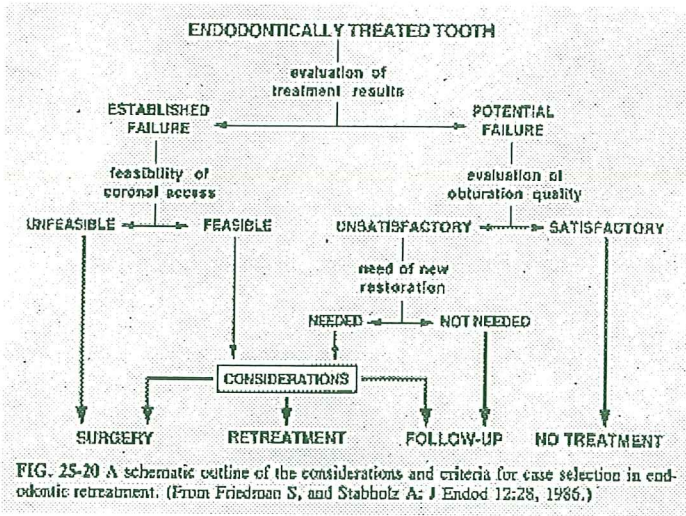 ENDODONTICALLY TREATED TOOTH
evaluation of
treatment results
ESTABLISHED
FAILURE
POTENTIAL
FAILURE
feasibility of
coronal access
evaluation of
obturation quality
UNFEASIBLE
FEASIBLE
UNSATISFACTORY
SATISFACTORY
need of new
restoration
NEEDED
NOT NEEDED
CONSIDERATIONS
SURGERY
RETREATMENT
FOLLOW-UP
NO TREATMENT
FIG. 25-20 A schematic outline of the considerations and criteria for case selection in end-
odontic retreatment. (From Friedman S, and Stabholz A: J Endod 12:28, 1986.)